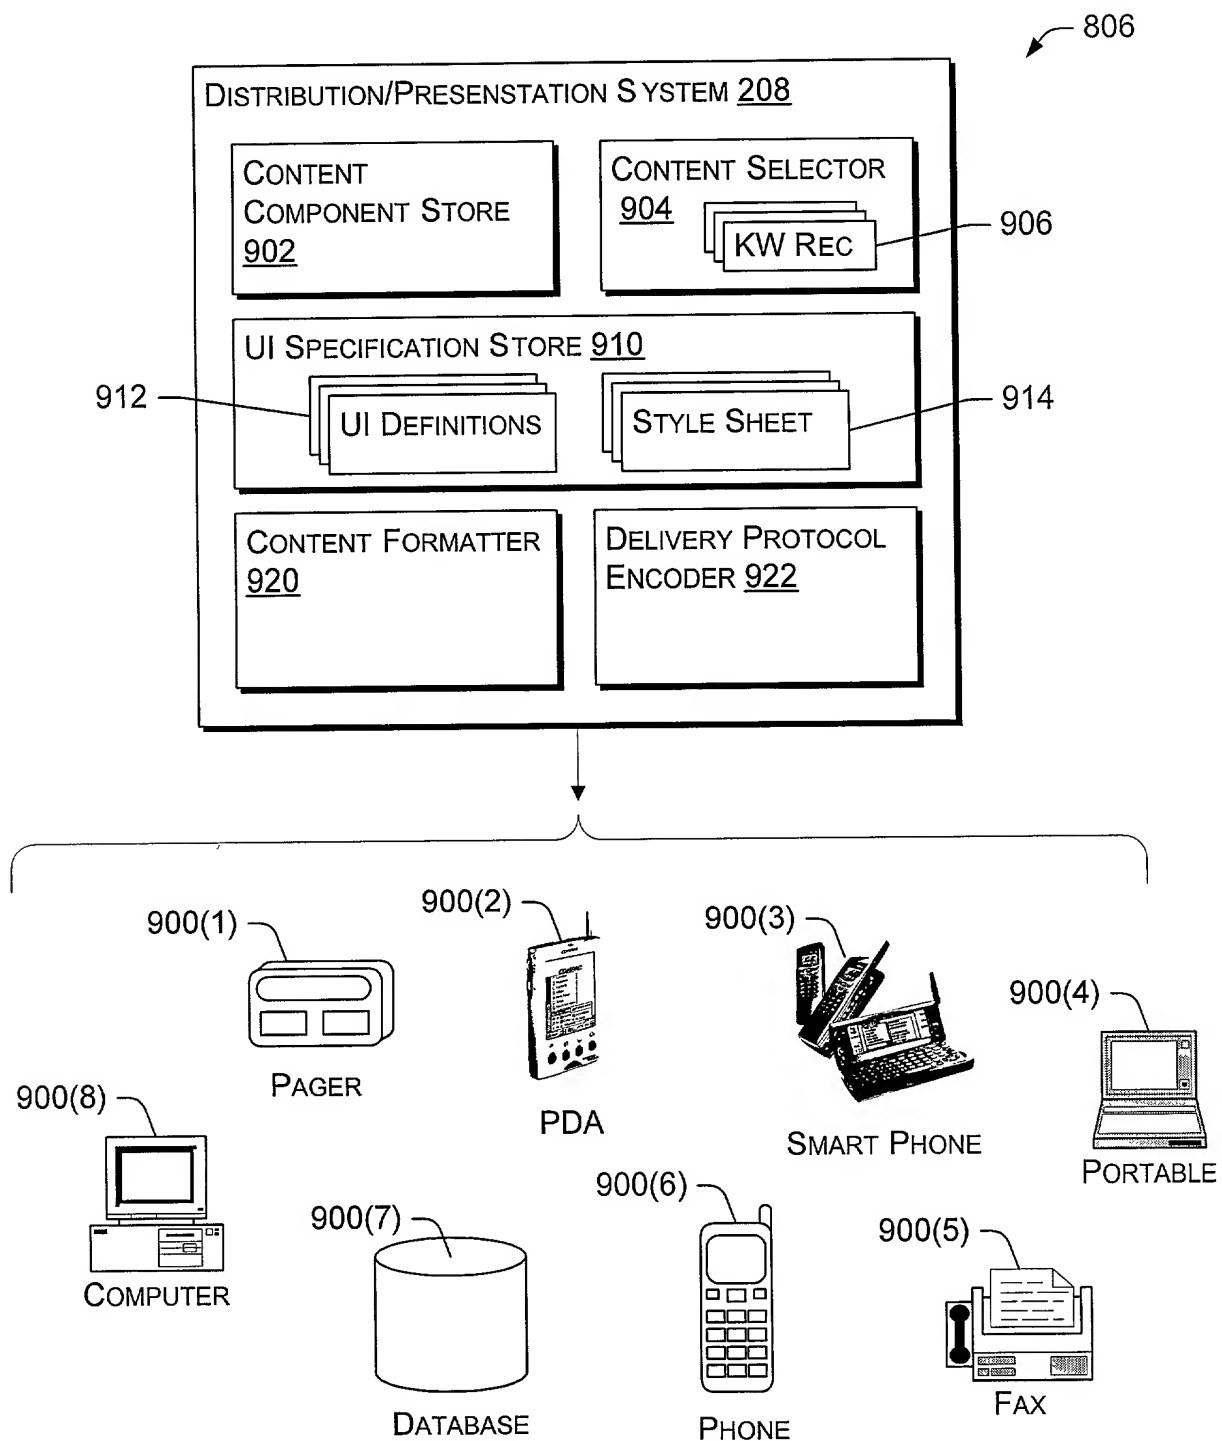 806
DISTRIBUTION/PRESENSTATION SYSTEM 208
CONTENT
COMPONENT STORE
902
CONTENT SELECTOR
904
KW REC
906
UI SPECIFICATION STORE 910
912
UI DEFINITIONS
STYLE SHEET
914
CONTENT FORMATTER
920
DELIVERY PROTOCOL
ENCODER 922
900(1)
PAGER
900(2)
PDA
900(3)
SMART PHONE
900(4)
PORTABLE
900(8)
COMPUTER
900(7)
DATABASE
900(6)
PHONE
900(5)
FAX